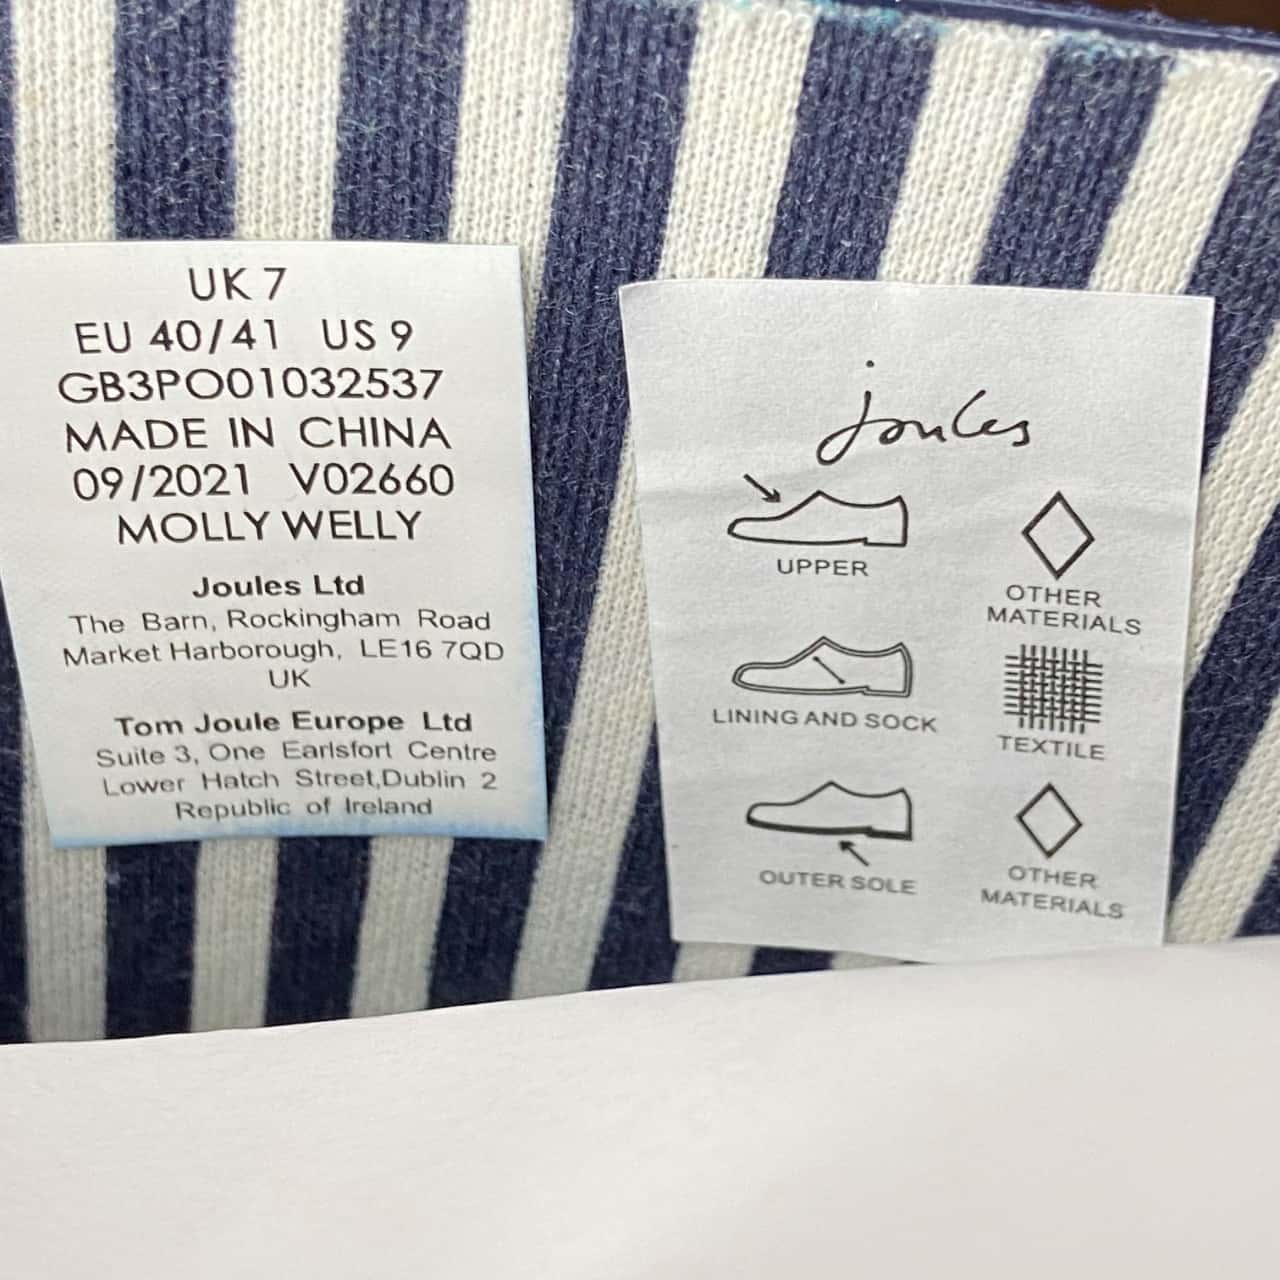 UK 7
EU 40/41 US 9
GB3PO01032537
MADE IN CHINA
09/2021 V02660
MOLLY WELLY
Joules Ltd
The Barn, Rockingham Road
Market Harborough, LE16 7QD
UK
Tom Joule Europe Ltd
Suite 3, One Earlsfort Centre
Lower Hatch Street,Dublin 2
Republic of Ireland
joules
UPPER
OTHER
MATERIALS
LINING AND SOCK
TEXTILE
OUTER SOLE
OTHER
MATERIALS